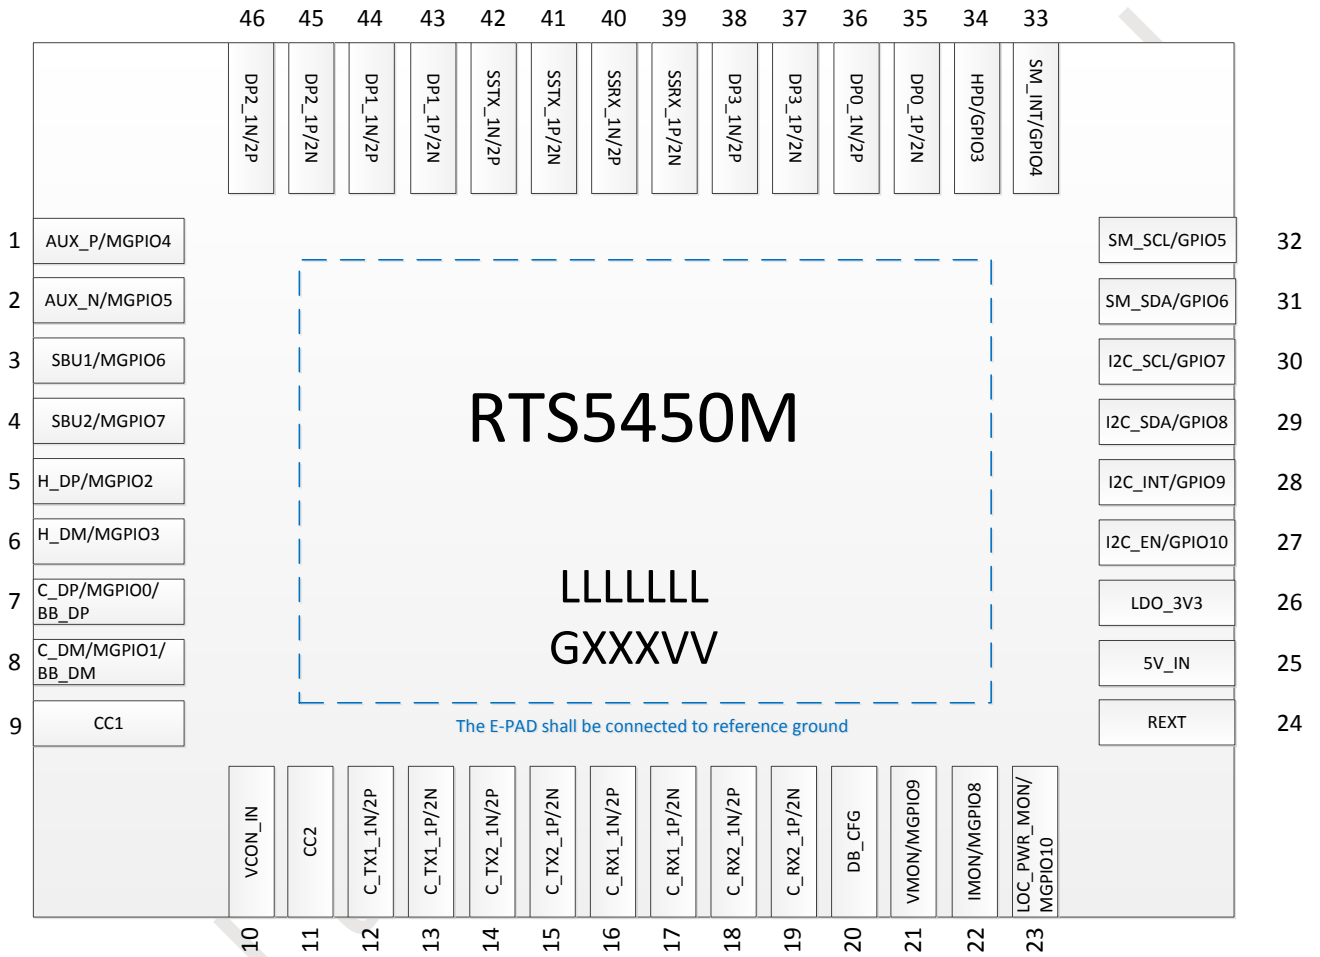 46 45 44 43 42 41 40 39 38 37 36 35 34 33
DP2_1N/2P
DP2_1P/2N
DP1_1N/2P
DP1_1P/2N
SSTX_1N/2P
SSTX_1P/2N
SSRX_1N/2P
SSRX_1P/2N
DP3_1N/2P
DP3_1P/2N
DP0_1N/2P
DP0_1P/2N
HPD/GPIO3
SM_INT/GPIO4
1 AUX_P/MGPIO4
2 AUX_N/MGPIO5
3 SBU1/MGPIO6
4 SBU2/MGPIO7
5 H_DP/MGPIO2
6 H_DM/MGPIO3
7 C_DP/MGPIO0/
BB_DP
8 C_DM/MGPIO1/
BB_DM
9 CC1
RTS5450M
LLLLLLL
GXXXVV
The E-PAD shall be connected to reference ground
SM_SCL/GPIO5 32
SM_SDA/GPIO6 31
I2C_SCL/GPIO7 30
I2C_SDA/GPIO8 29
I2C_INT/GPIO9 28
I2C_EN/GPIO10 27
LDO_3V3 26
5V_IN 25
REXT 24
VCON_IN
CC2
C_TX1_1N/2P
C_TX1_1P/2N
C_TX2_1N/2P
C_TX2_1P/2N
C_RX1_1N/2P
C_RX1_1P/2N
C_RX2_1N/2P
C_RX2_1P/2N
DB_CFG
VMON/MGPIO9
IMON/MGPIO8
LOC_PWR_MON/
MGPIO10
10 11 12 13 14 15 16 17 18 19 20 21 22 23